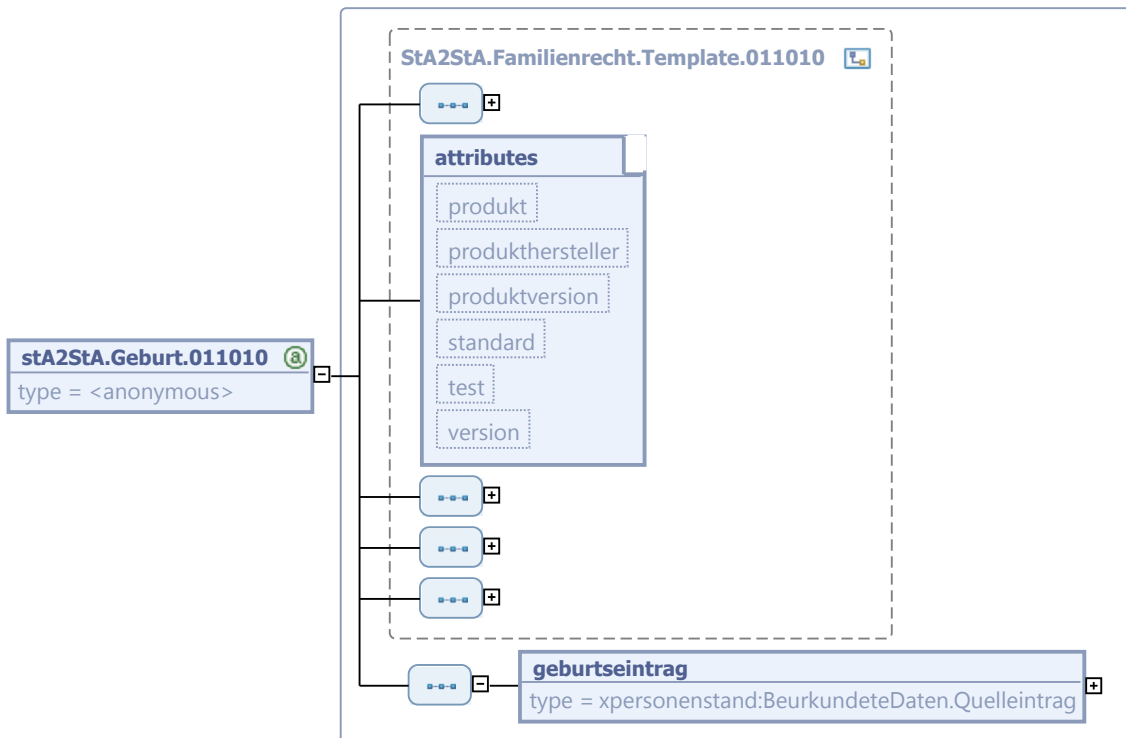 StA2StA.Familienrecht.Template.011010
attributes
produkt
produkthersteller
produktversion
standard
test
version
stA2StA.Geburt.011010
type = <anonymous>
geburtseintrag
type = xpersonenstand:BeurkundeteDaten.Quelleintrag